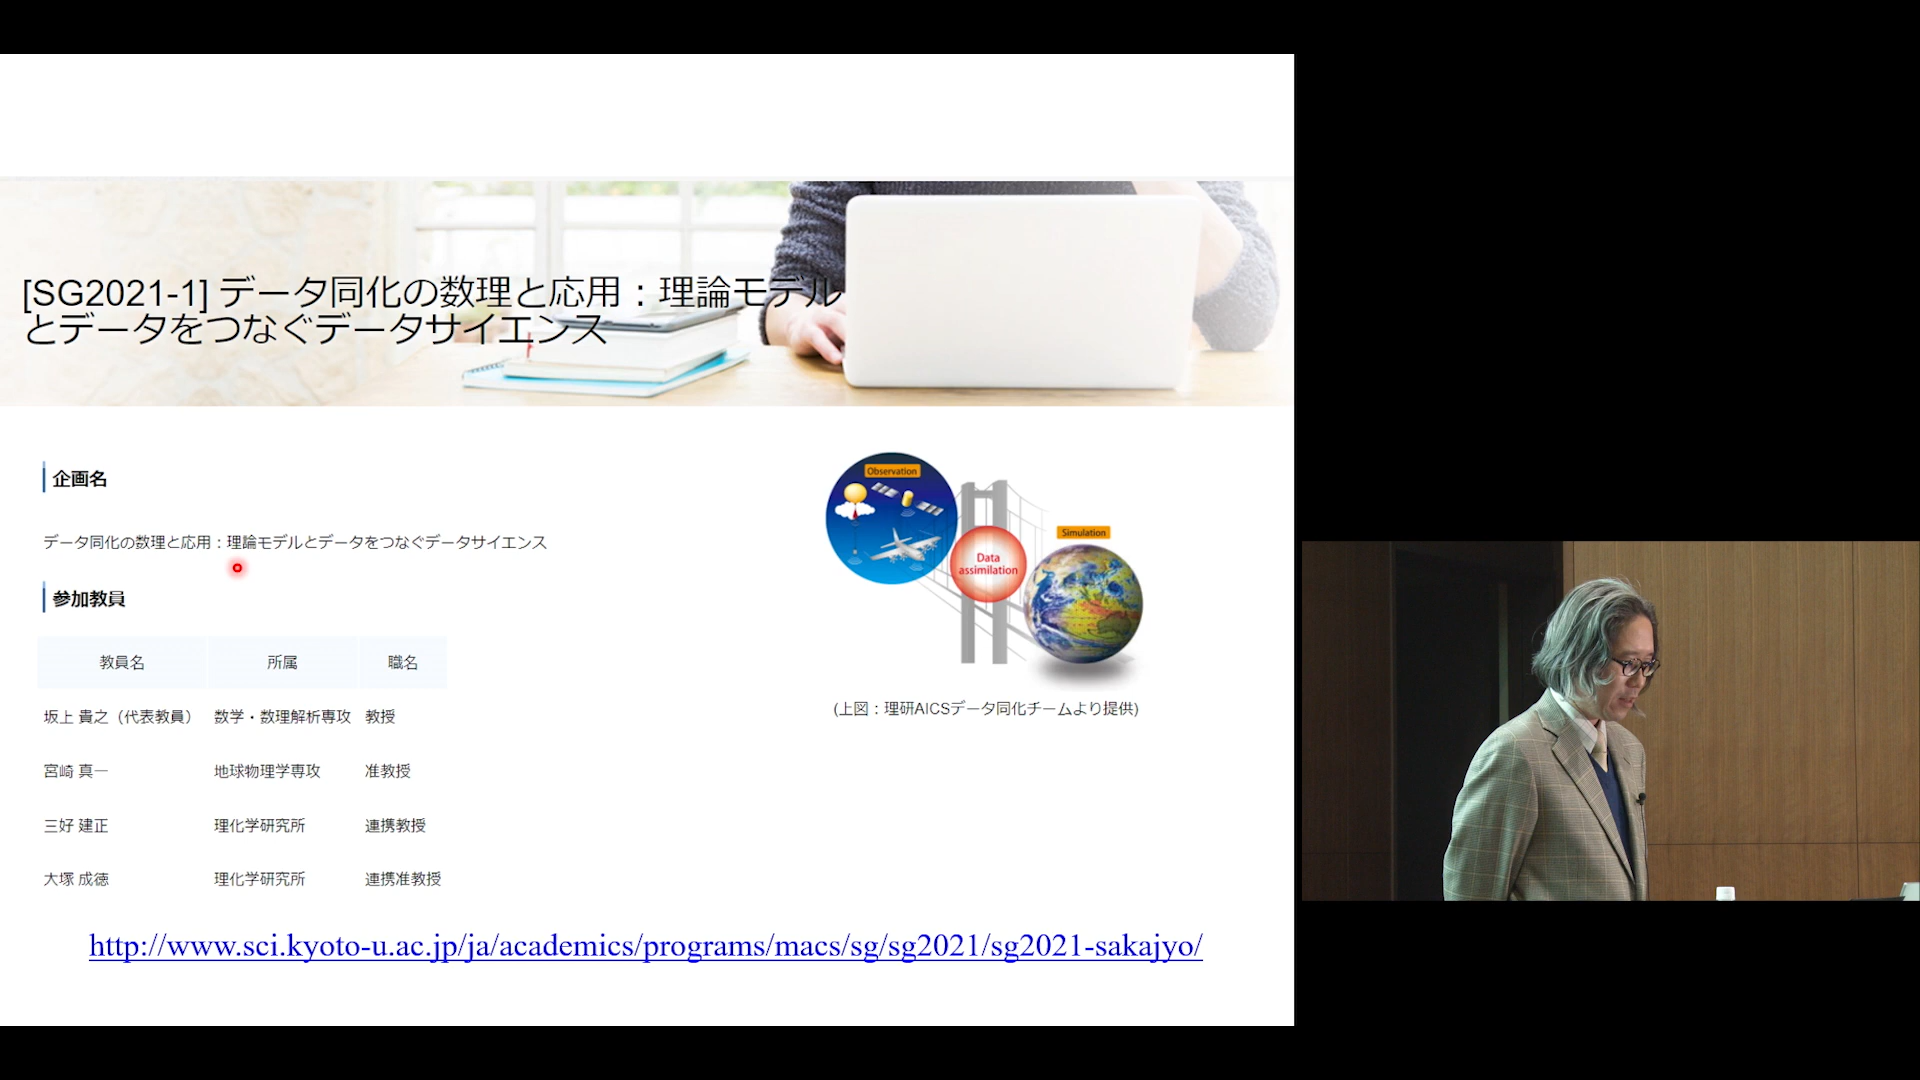 [SG2021-1] データ同化の数理と応用：理論モデル
とデータをつなぐデータサイエンス
企画名
データ同化の数理と応用：理論モデルとデータをつなぐデータサイエンス
参加教員
教員名 所属 職名
坂上 貴之（代表教員） 数学・数理解析専攻 教授
宮崎 真一 地球物理学専攻 准教授
三好 建正 理化学研究所 連携教授
大塚 成徳 理化学研究所 連携准教授
Observation
Simulation
Data
assimilation
(上図：理研AICSデータ同化チームより提供)
http://www.sci.kyoto-u.ac.jp/ja/academics/programs/macs/sg/sg2021/sg2021-sakajyo/